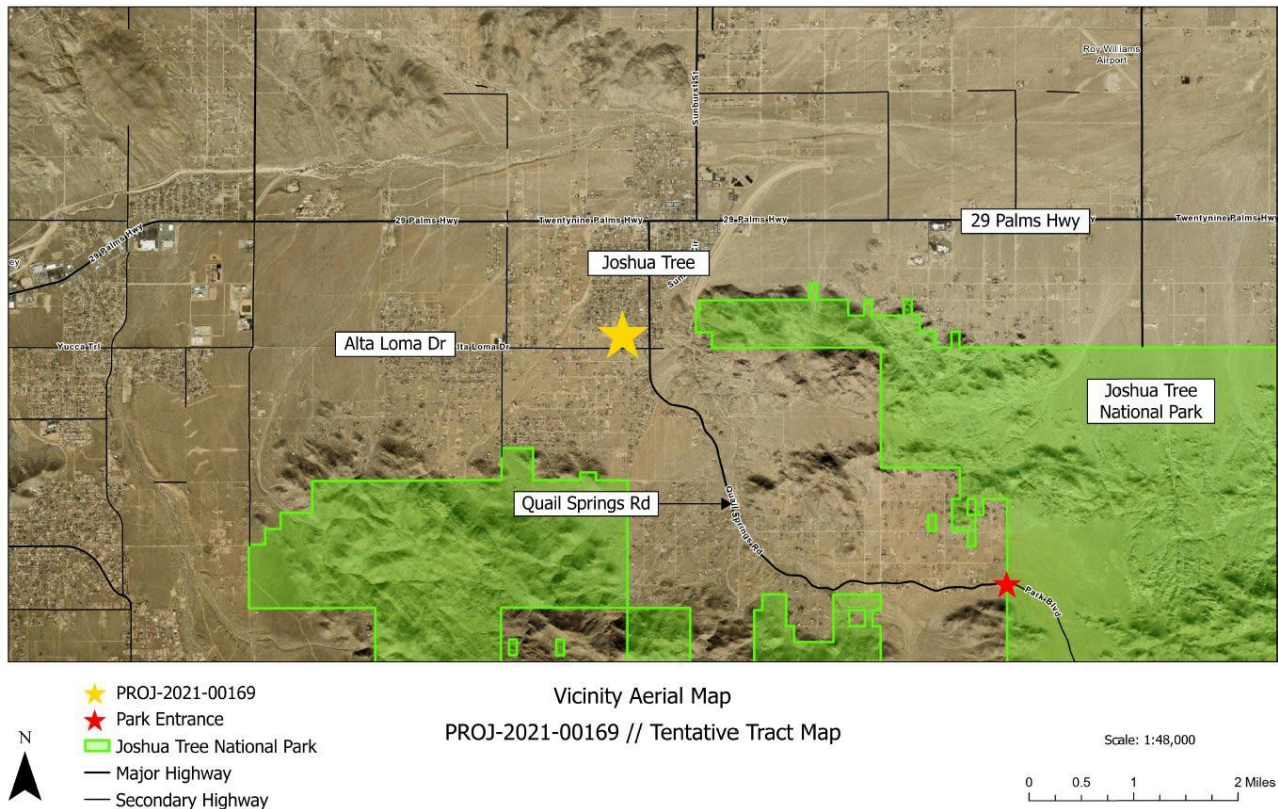 Roy Williams
Airport
Sunburst St
29 Palms Hwy
29 Palms Hwy
Twentynine Palms Hwy
29 Palms Hwy
29 Palms Hwy
Twentynine Palms Hw
ey
Joshua Tree
Yucca Trl
Alta Loma Dr
lta Loma Dr
Joshua Tree
National Park
Quail Springs Rd
Quail Springs Rd
Park Blvd
PROJ-2021-00169
Park Entrance
Joshua Tree National Park
Major Highway
Secondary Highway
N
Vicinity Aerial Map
PROJ-2021-00169 // Tentative Tract Map
Scale: 1:48,000
0 0.5 1 2 Miles